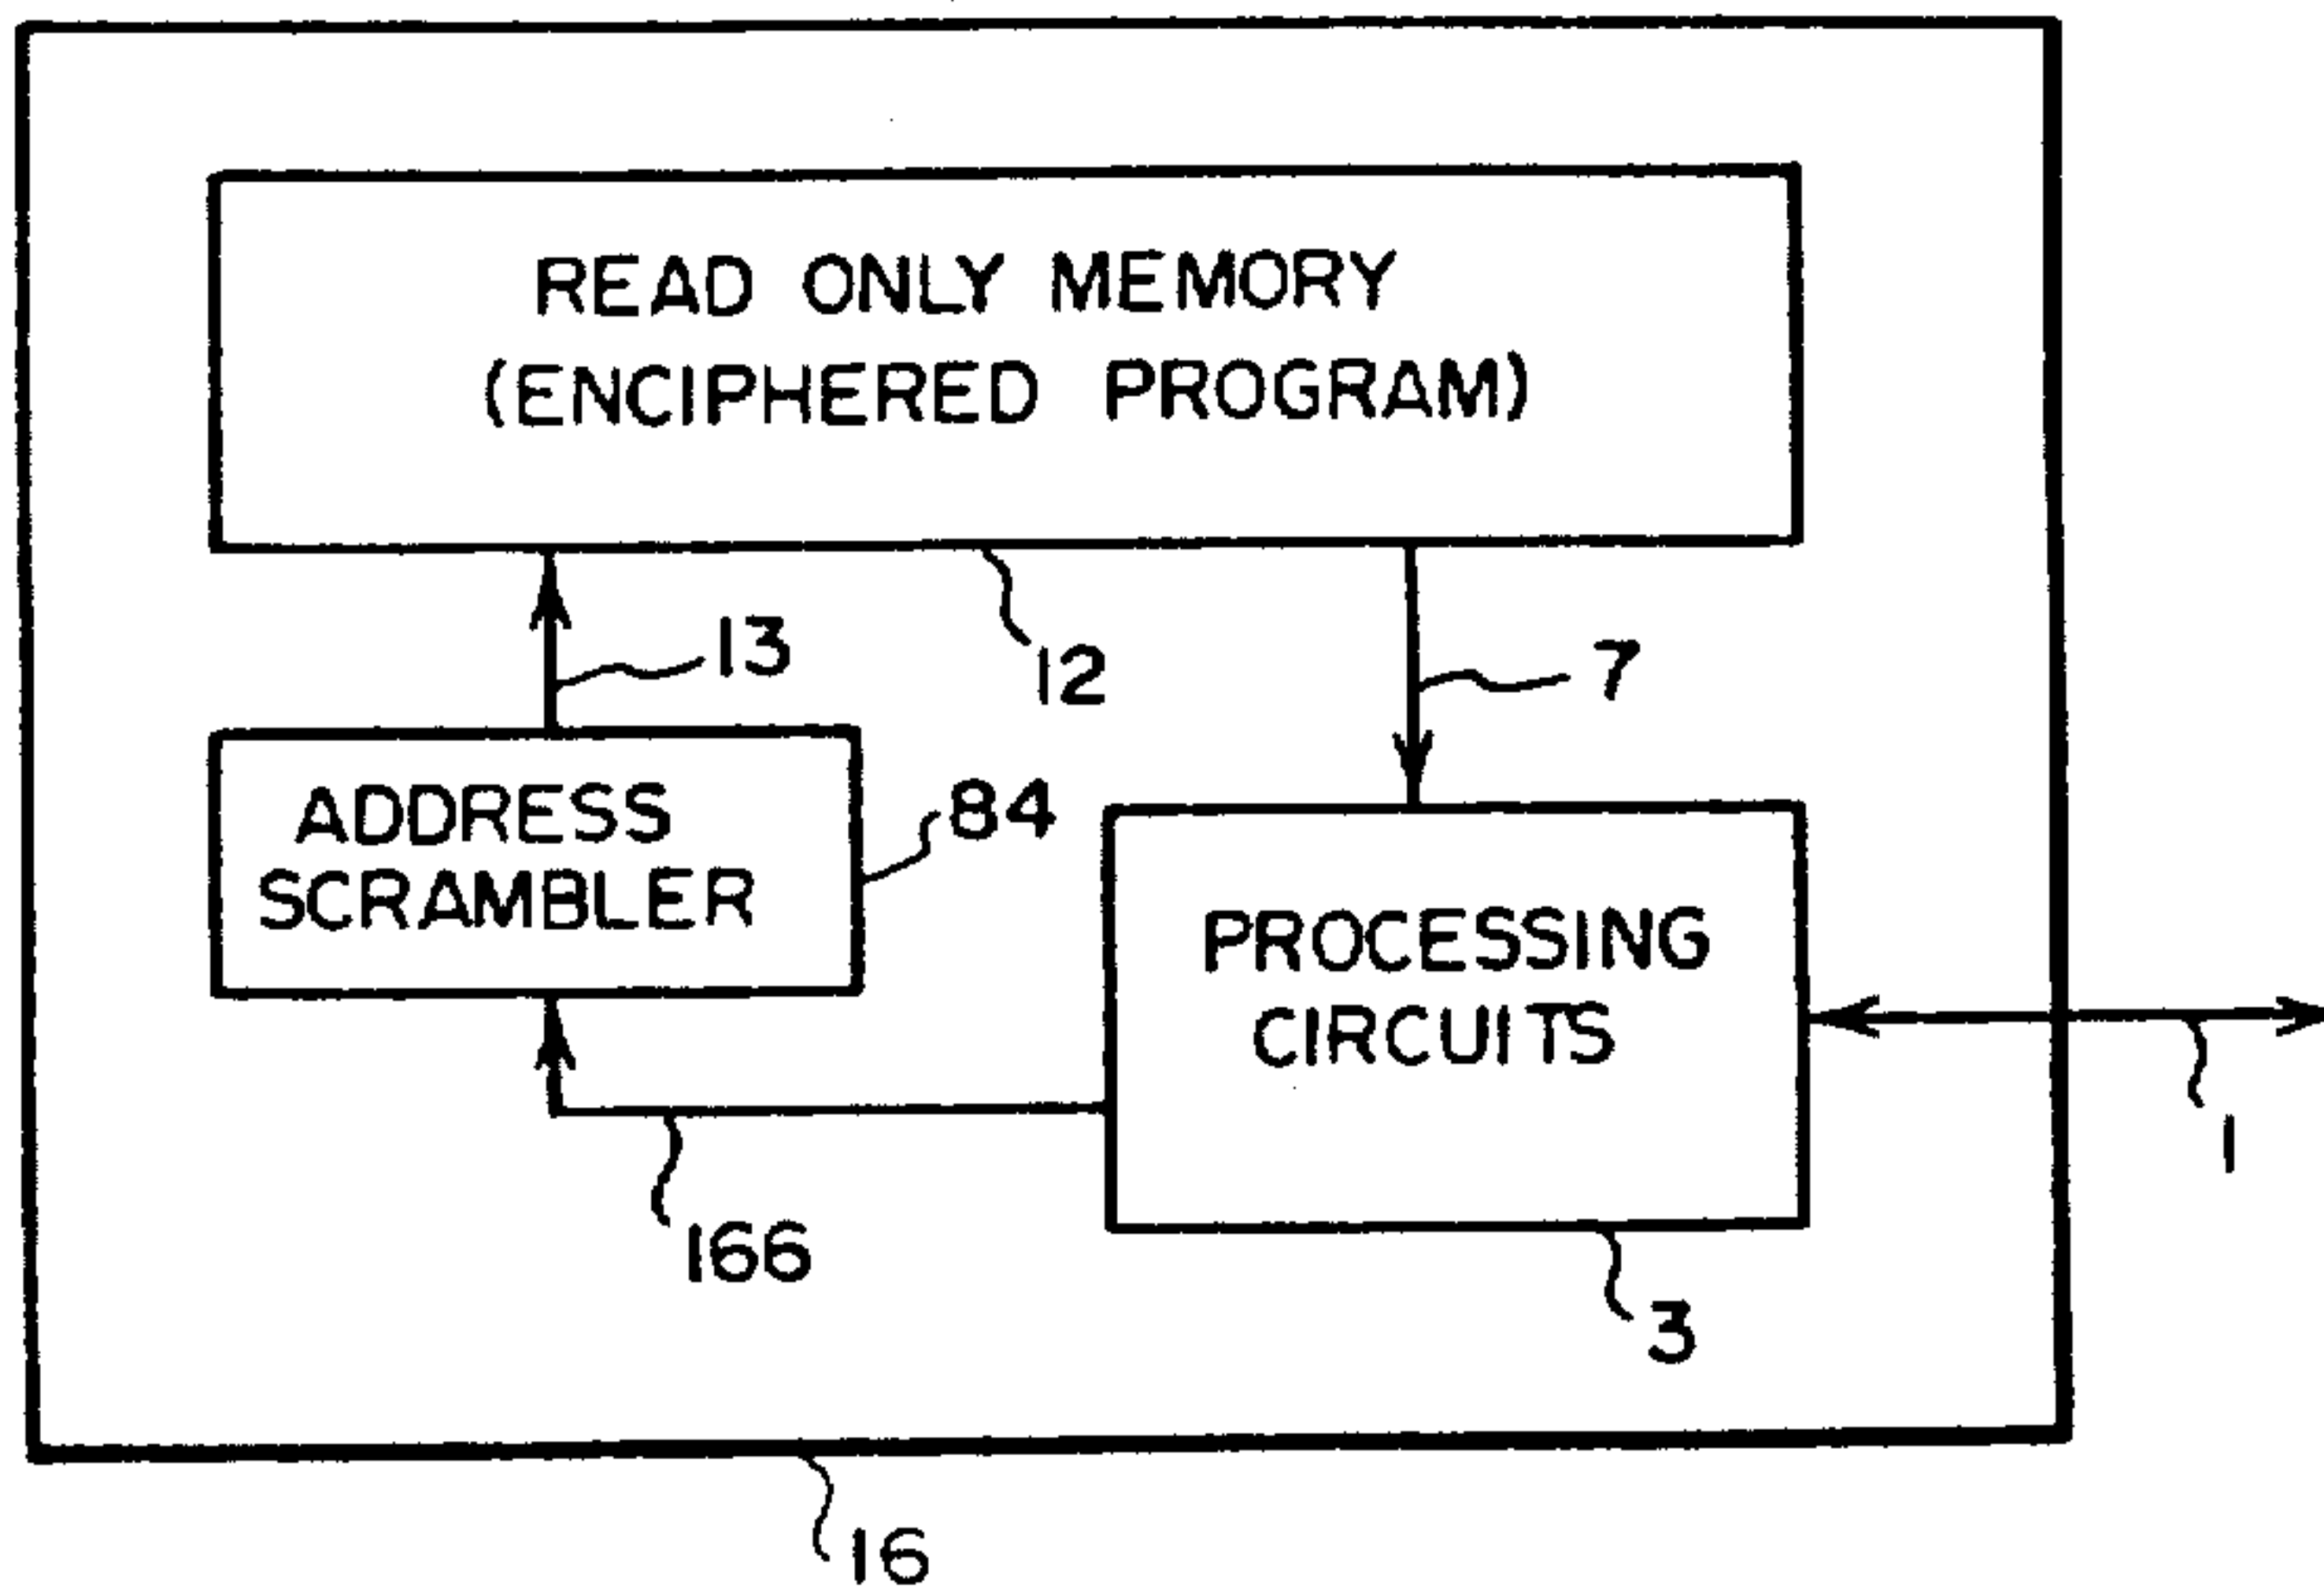 READ ONLY MEMORY
(ENCIPHERED PROGRAM)
13
12
7
ADDRESS
SCRAMBLER
84
PROCESSING
CIRCUITS
1
166
3
16